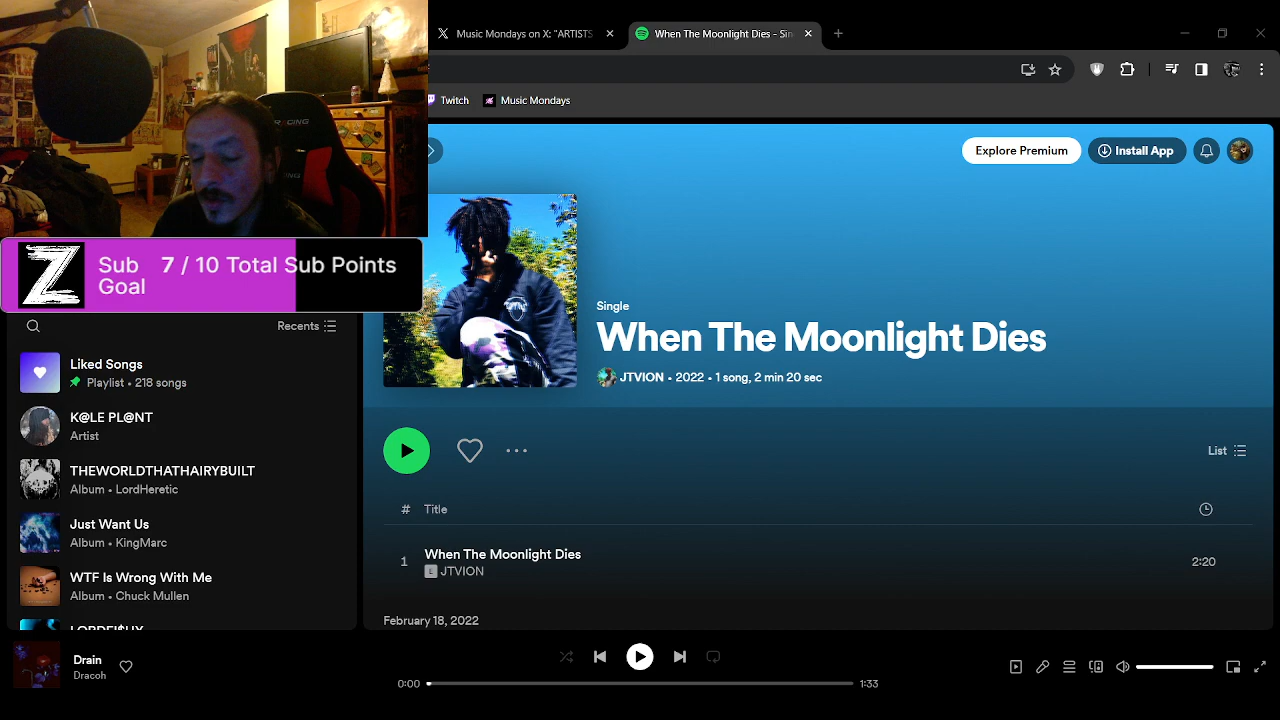 Music Mondays on X: "ARTISTS
When The Moonlight Dies - Sin
Twitch
Music Mondays
Explore Premium
Install App
RACING
Z
Sub Goal
7 / 10 Total Sub Points
Recents
Liked Songs
Playlist • 218 songs
K@LE PL@NT
Artist
THEWORLDTHATHAIRYBUILT
Album • LordHeretic
Just Want Us
Album • KingMarc
WTF Is Wrong With Me
Album • Chuck Mullen
Single
When The Moonlight Dies
JTVION • 2022 • 1 song, 2 min 20 sec
List
# Title
1 When The Moonlight Dies 2:20
E JTVION
February 18, 2022
Drain
Dracoh
0:00
1:33